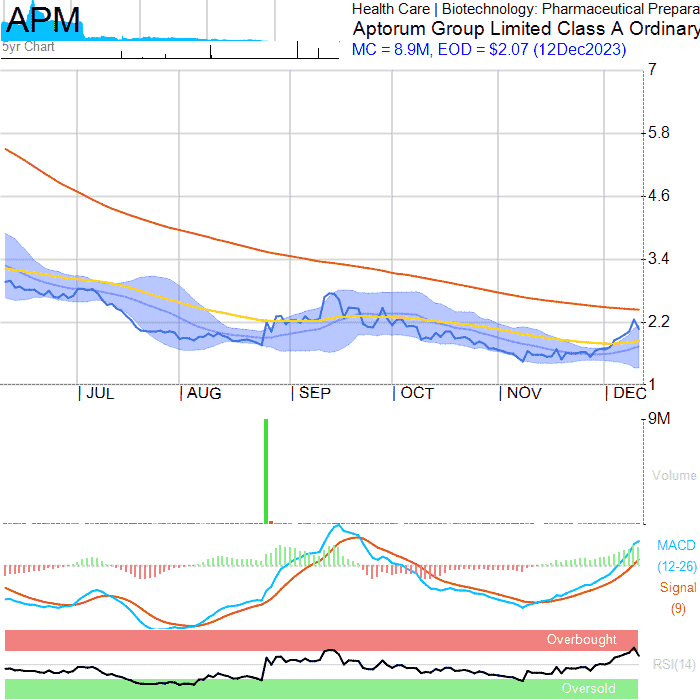 APM
5yr Chart
Health Care | Biotechnology: Pharmaceutical Prepara
Aptorum Group Limited Class A Ordinary
MC = 8.9M, EOD = $2.07 (12Dec2023)
7
5.8
4.6
3.4
2.2
1
JUL AUG SEP OCT NOV DEC
9M
Volume
MACD
(12-26)
Signal
(9)
Overbought
RSI(14)
Oversold